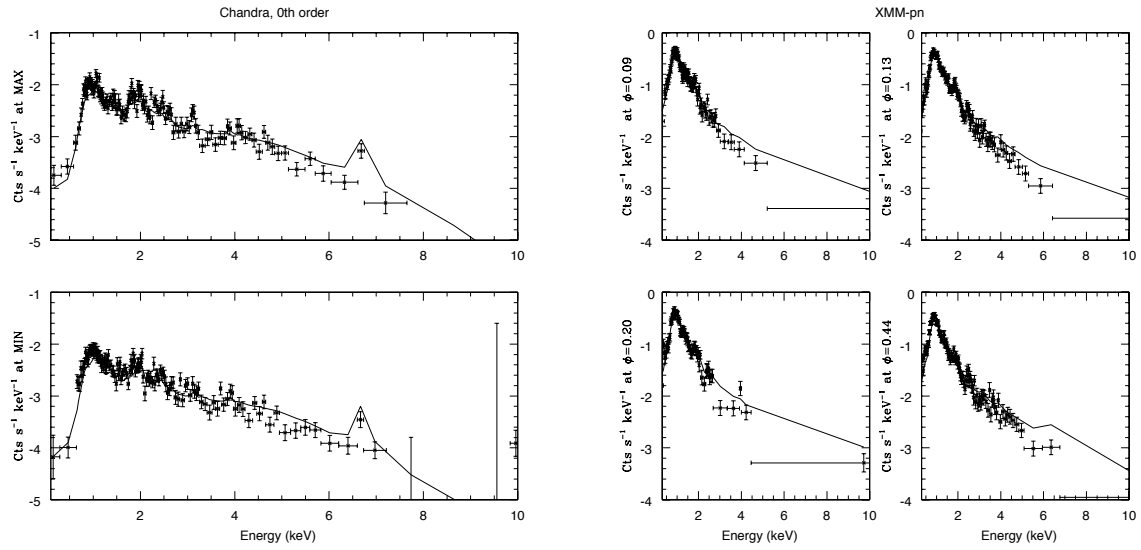 Chandra, 0th order
XMM-pn
Cts s⁻¹ keV⁻¹ at MAX
-1
-2
-3
-4
-5
2 4 6 8 10
Cts s⁻¹ keV⁻¹ at ϕ=0.09
0
-1
-2
-3
-4
2 4 6 8 10
Cts s⁻¹ keV⁻¹ at ϕ=0.13
0
-1
-2
-3
-4
2 4 6 8 10
Cts s⁻¹ keV⁻¹ at MIN
-1
-2
-3
-4
-5
2 4 6 8 10
Energy (keV)
Cts s⁻¹ keV⁻¹ at ϕ=0.20
0
-1
-2
-3
-4
2 4 6 8 10
Energy (keV)
Cts s⁻¹ keV⁻¹ at ϕ=0.44
0
-1
-2
-3
-4
2 4 6 8 10
Energy (keV)